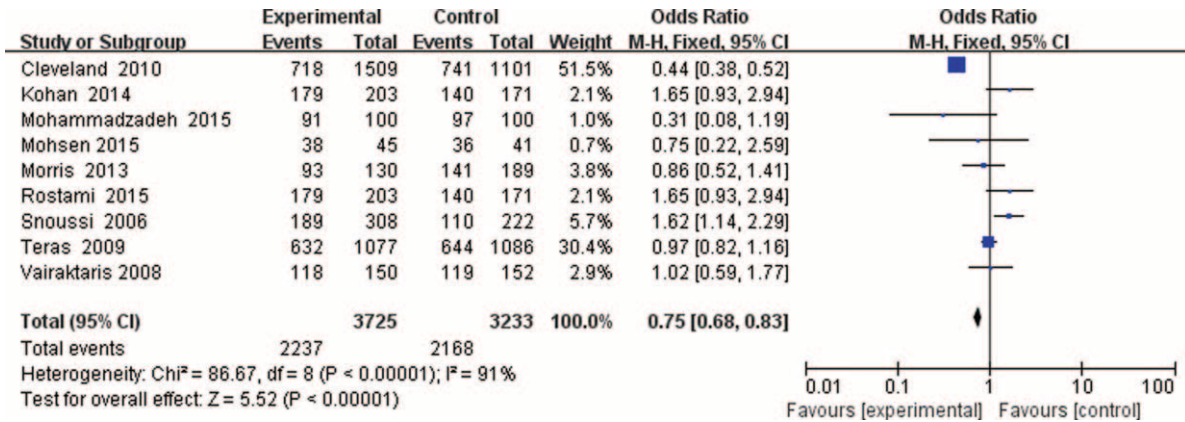 Experimental Control Odds Ratio Odds Ratio
Study or Subgroup Events Total Events Total Weight M-H, Fixed, 95% CI M-H, Fixed, 95% CI
Cleveland 2010 718 1509 741 1101 51.5% 0.44 [0.38, 0.52]
Kohan 2014 179 203 140 171 2.1% 1.65 [0.93, 2.94]
Mohammadzadeh 2015 91 100 97 100 1.0% 0.31 [0.08, 1.19]
Mohsen 2015 38 45 36 41 0.7% 0.75 [0.22, 2.59]
Morris 2013 93 130 141 189 3.8% 0.86 [0.52, 1.41]
Rostami 2015 179 203 140 171 2.1% 1.65 [0.93, 2.94]
Snoussi 2006 189 308 110 222 5.7% 1.62 [1.14, 2.29]
Teras 2009 632 1077 644 1086 30.4% 0.97 [0.82, 1.16]
Vairaktaris 2008 118 150 119 152 2.9% 1.02 [0.59, 1.77]
Total (95% CI) 3725 3233 100.0% 0.75 [0.68, 0.83]
Total events 2237 2168
Heterogeneity: Chi² = 86.67, df = 8 (P < 0.00001); I² = 91%
Test for overall effect: Z = 5.52 (P < 0.00001)
0.01 0.1 1 10 100
Favours [experimental] Favours [control]